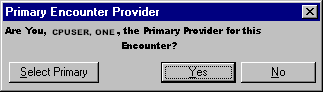 Primary Encounter Provider
Are You, CPUSER, ONE, the Primary Provider for this
Encounter?
Select Primary Yes No